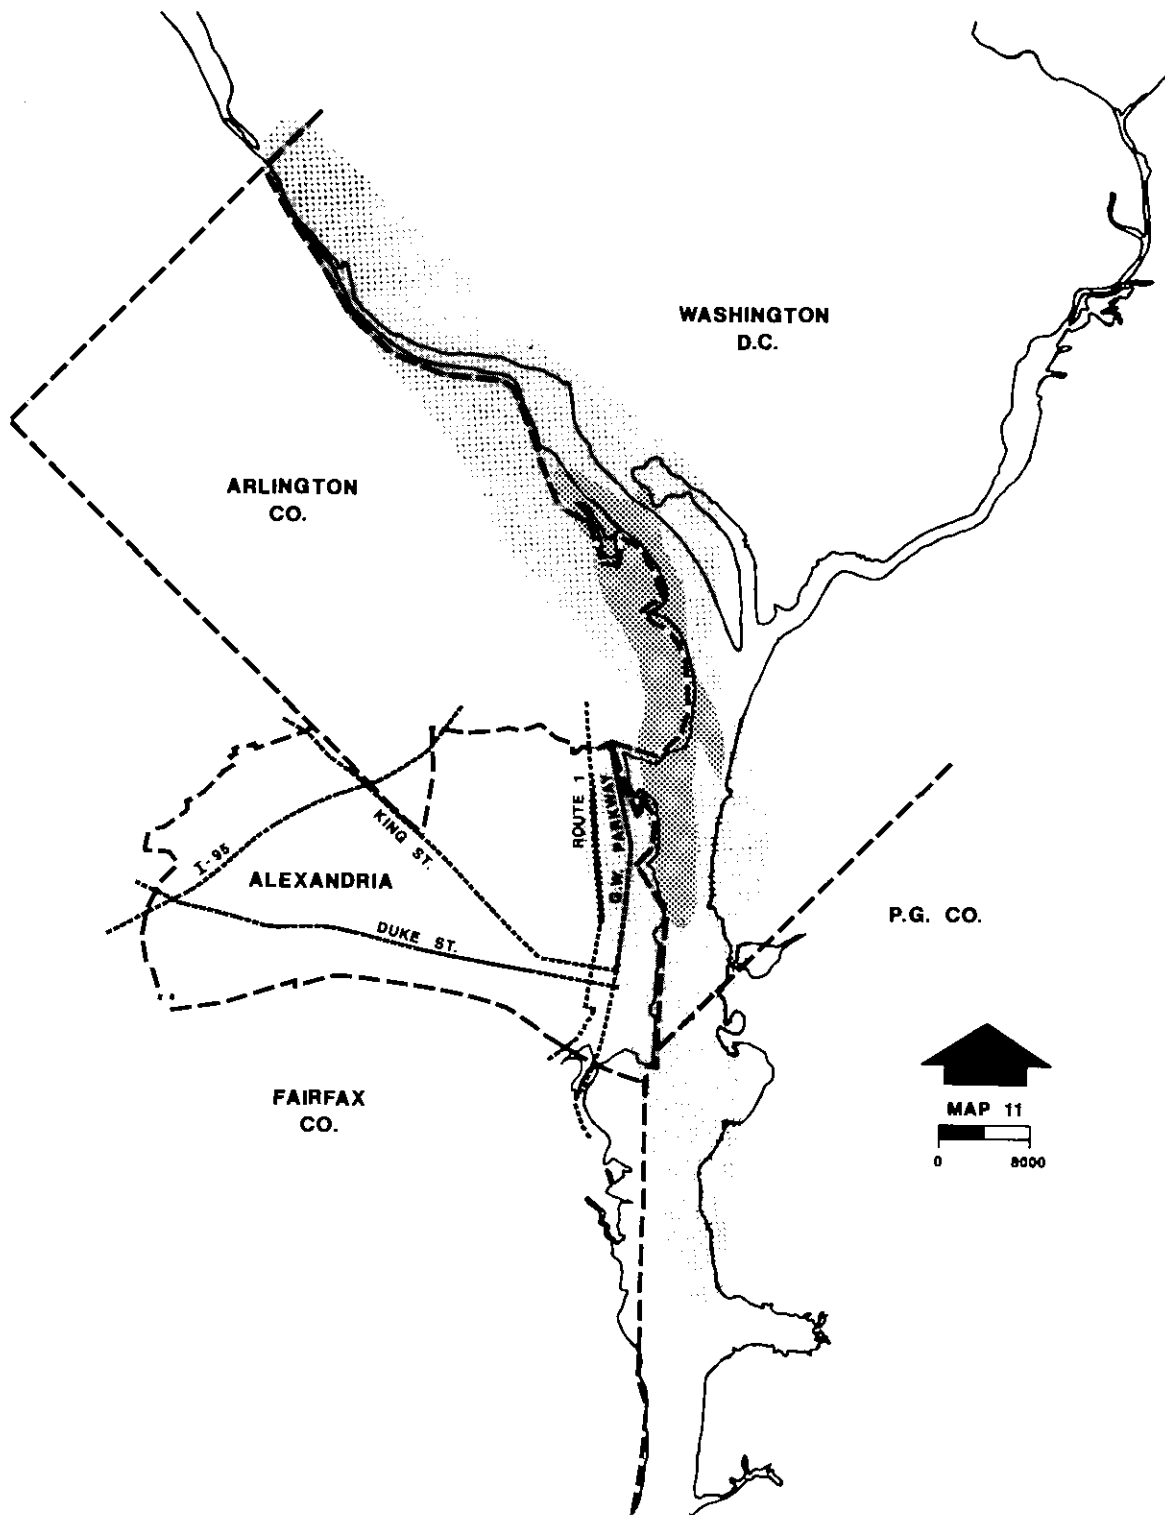 WASHINGTON
D.C.
ARLINGTON
CO.
ROUTE 1
G.W. PARKWAY
KING ST.
I-95
ALEXANDRIA
DUKE ST.
P.G. CO.
FAIRFAX
CO.
MAP 11
0 8000